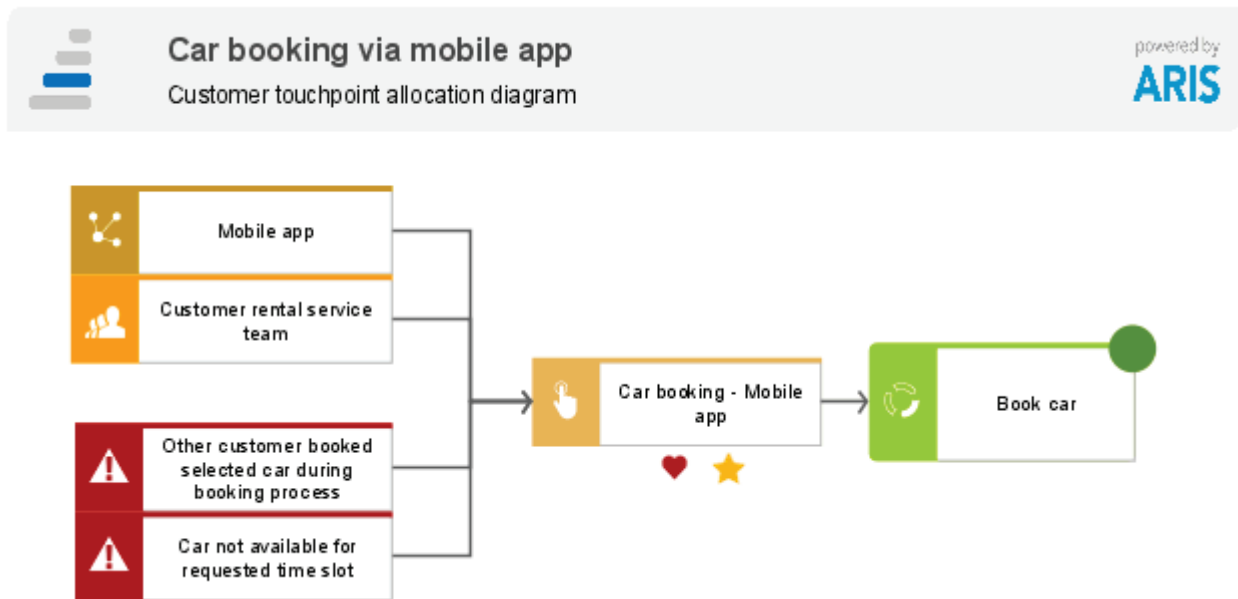 Car booking via mobile app
Customer touchpoint allocation diagram
powered by
ARIS
Mobile app
Customer rental service
team
Other customer booked
selected car during
booking process
Car not available for
requested time slot
Car booking - Mobile
app
Book car